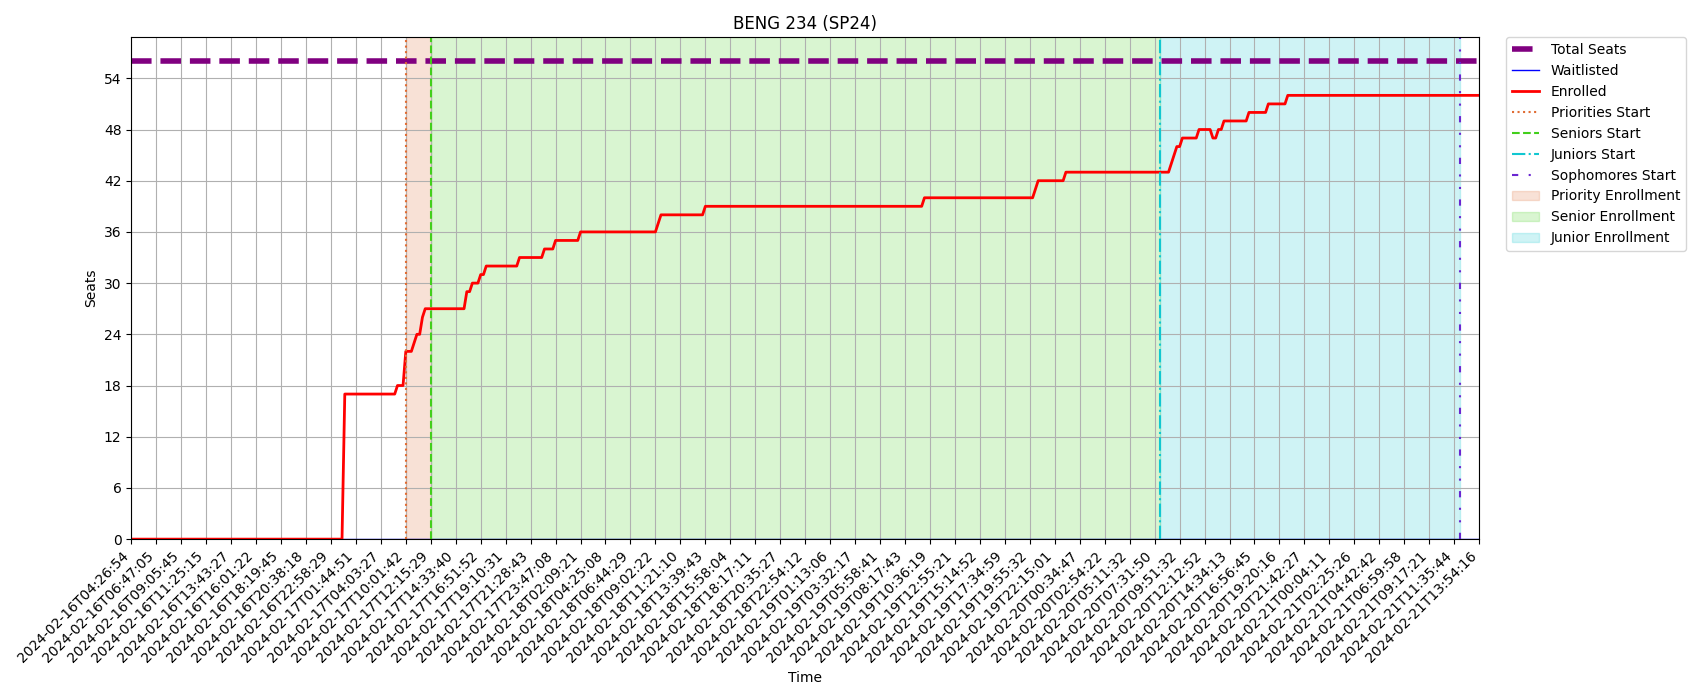 BENG 234 (SP24)
Total Seats
Waitlisted
Enrolled
Priorities Start
Seniors Start
Juniors Start
Sophomores Start
Priority Enrollment
Senior Enrollment
Junior Enrollment
Seats
54
48
42
36
30
24
18
12
6
0
2024-02-16T04:26:54
2024-02-16T06:47:05
2024-02-16T09:05:45
2024-02-16T11:25:15
2024-02-16T13:43:27
2024-02-16T16:01:22
2024-02-16T18:19:45
2024-02-16T20:38:18
2024-02-16T22:58:29
2024-02-17T01:44:51
2024-02-17T04:03:27
2024-02-17T10:01:42
2024-02-17T12:15:29
2024-02-17T14:33:40
2024-02-17T16:51:52
2024-02-17T19:10:31
2024-02-17T21:28:43
2024-02-17T23:47:08
2024-02-18T02:09:21
2024-02-18T04:25:08
2024-02-18T06:44:29
2024-02-18T09:02:22
2024-02-18T11:21:10
2024-02-18T13:39:43
2024-02-18T15:58:04
2024-02-18T18:17:11
2024-02-18T20:35:27
2024-02-18T22:54:12
2024-02-19T01:13:06
2024-02-19T03:32:17
2024-02-19T05:58:41
2024-02-19T08:17:43
2024-02-19T10:36:19
2024-02-19T12:55:21
2024-02-19T15:14:52
2024-02-19T17:34:59
2024-02-19T19:55:32
2024-02-19T22:15:01
2024-02-20T00:34:47
2024-02-20T02:54:22
2024-02-20T05:11:32
2024-02-20T07:31:50
2024-02-20T09:51:32
2024-02-20T12:12:52
2024-02-20T14:34:13
2024-02-20T16:56:45
2024-02-20T19:20:16
2024-02-20T21:42:27
2024-02-21T00:04:11
2024-02-21T02:25:26
2024-02-21T04:42:42
2024-02-21T06:59:58
2024-02-21T09:17:21
2024-02-21T11:35:44
2024-02-21T13:54:16
Time